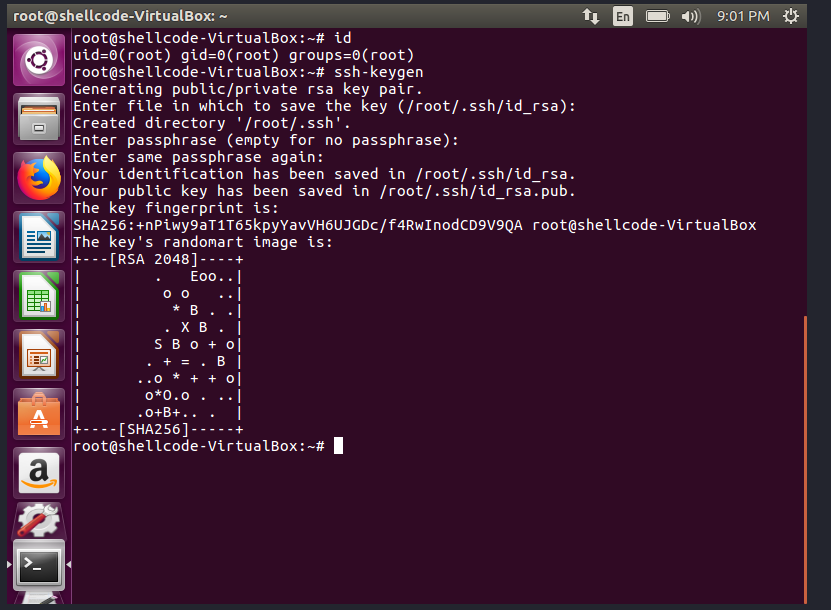 root@shellcode-VirtualBox: ~
En
9:01 PM
root@shellcode-VirtualBox:~# id
uid=0(root) gid=0(root) groups=0(root)
root@shellcode-VirtualBox:~# ssh-keygen
Generating public/private rsa key pair.
Enter file in which to save the key (/root/.ssh/id_rsa):
Created directory '/root/.ssh'.
Enter passphrase (empty for no passphrase):
Enter same passphrase again:
Your identification has been saved in /root/.ssh/id_rsa.
Your public key has been saved in /root/.ssh/id_rsa.pub.
The key fingerprint is:
SHA256:+nPiwy9aT1T65kpyYavVH6UJGDc/f4RwInodCD9V9QA root@shellcode-VirtualBox
The key's randomart image is:
+---[RSA 2048]----+
|        .   Eoo..|
|         o o   ..|
|          * B . .|
|         . X B . |
|        S B o + o|
|       . + = . B |
|      ..o * + + o|
|       o*O.o . ..|
|      .o+B+.. .  |
+----[SHA256]-----+
root@shellcode-VirtualBox:~#